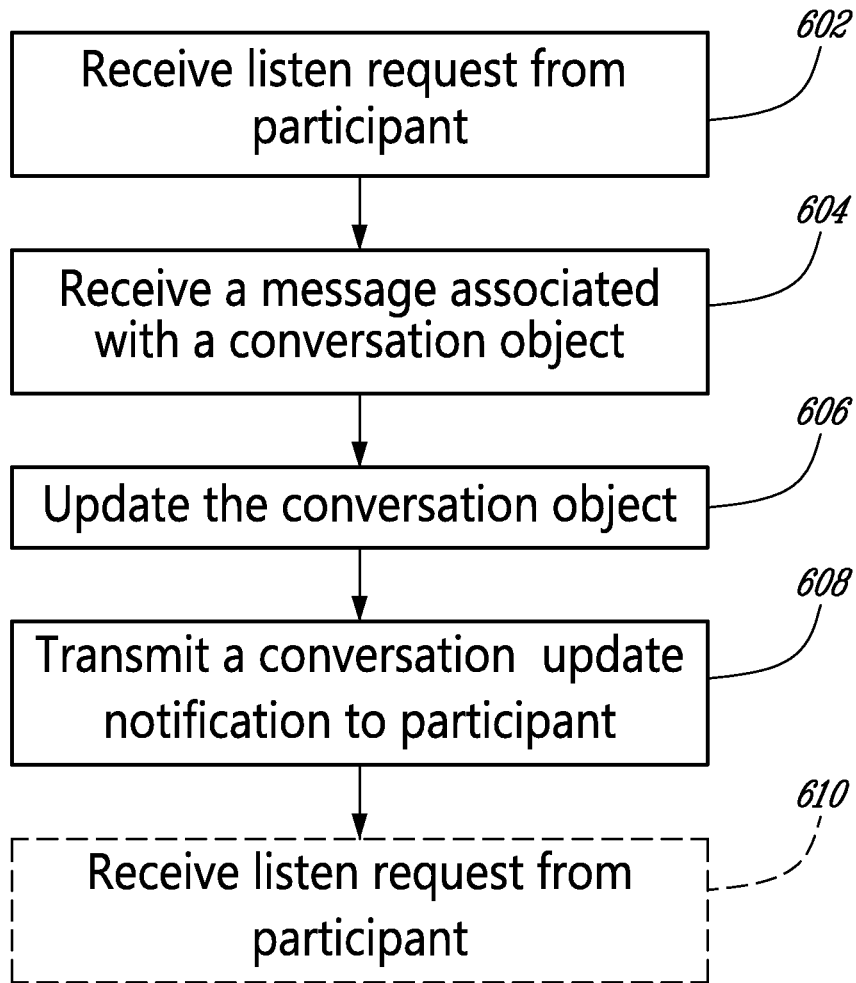 602
Receive listen request from
participant
604
Receive a message associated
with a conversation object
606
Update the conversation object
608
Transmit a conversation update
notification to participant
610
Receive listen request from
participant